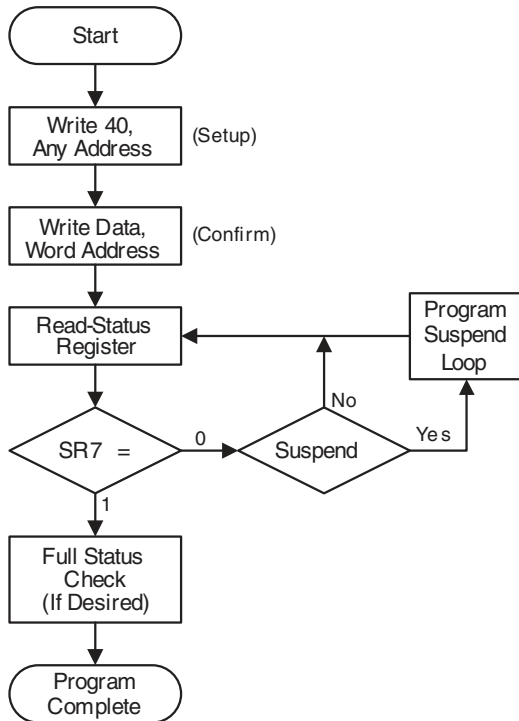 Start
Write 40,
Any Address
(Setup)
Write Data,
Word Address
(Confirm)
Read-Status
Register
Program
Suspend
Loop
No
SR7 =
0
Suspend
Yes
1
Full Status
Check
(If Desired)
Program
Complete